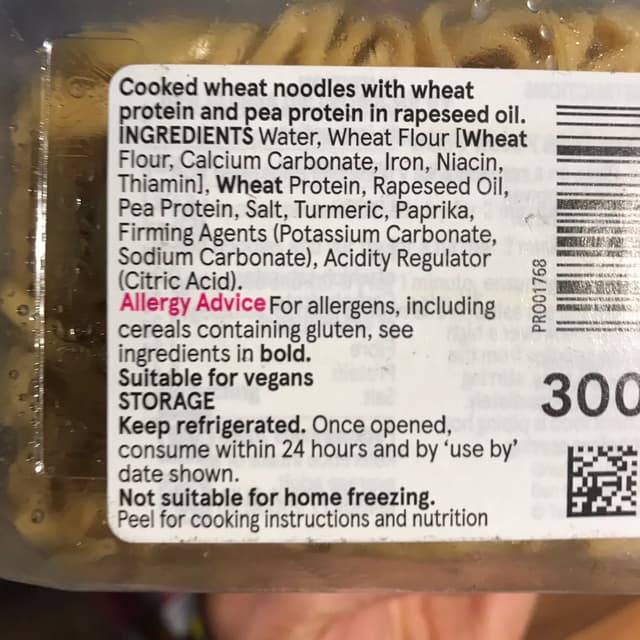 Cooked wheat noodles with wheat
protein and pea protein in rapeseed oil.
INGREDIENTS Water, Wheat Flour [Wheat
Flour, Calcium Carbonate, Iron, Niacin,
Thiamin], Wheat Protein, Rapeseed Oil,
Pea Protein, Salt, Turmeric, Paprika,
Firming Agents (Potassium Carbonate,
Sodium Carbonate), Acidity Regulator
(Citric Acid).
Allergy Advice For allergens, including
cereals containing gluten, see
ingredients in bold.
Suitable for vegans
STORAGE
Keep refrigerated. Once opened,
consume within 24 hours and by ‘use by’
date shown.
Not suitable for home freezing.
Peel for cooking instructions and nutrition
PRO01768
300